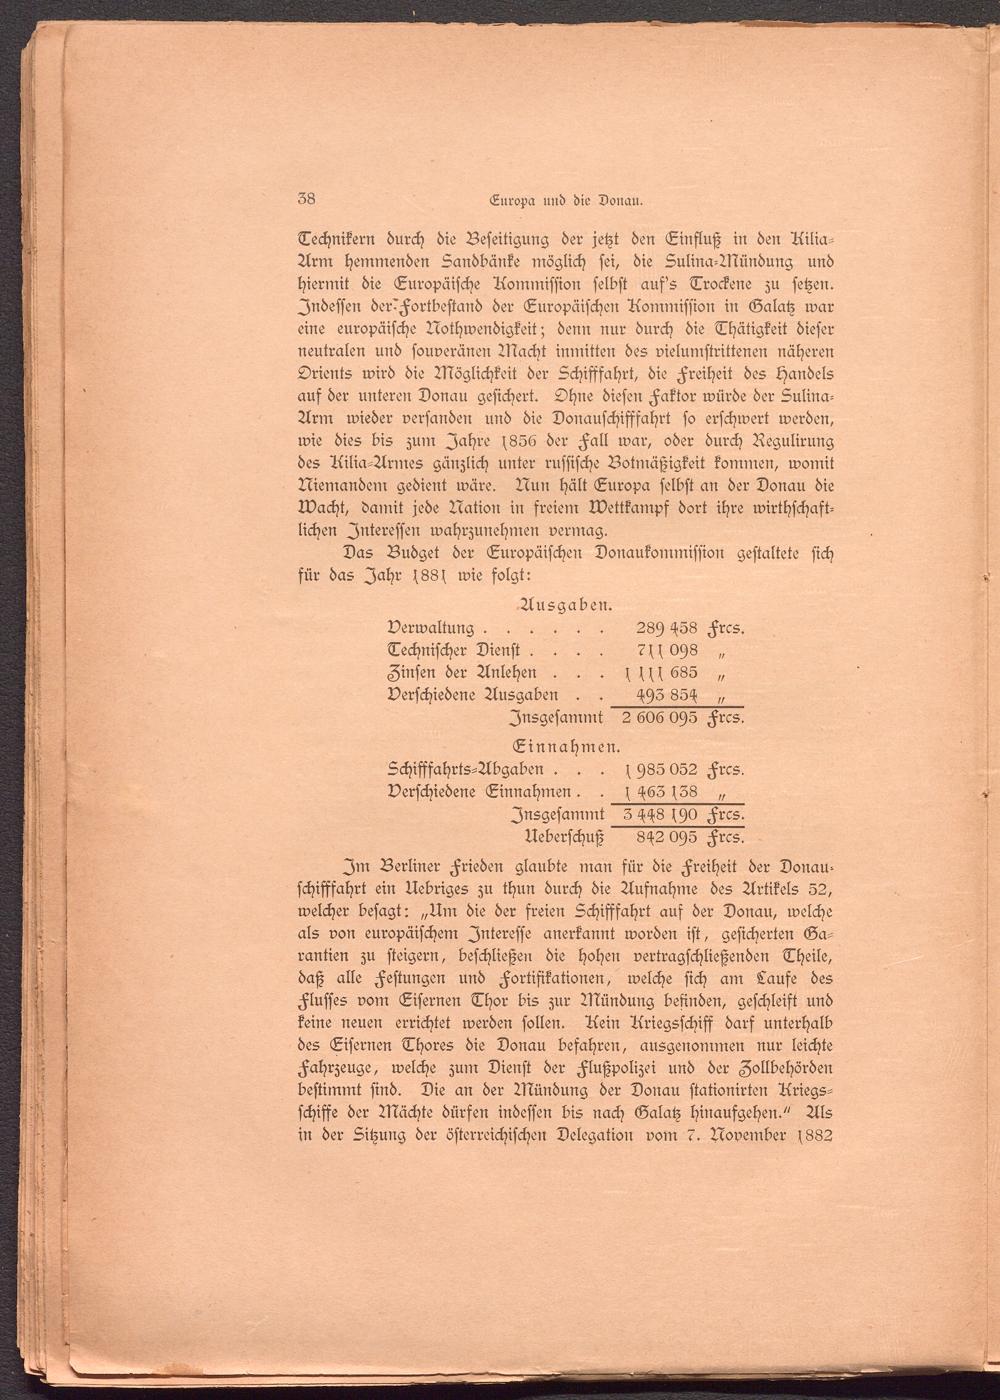 38 Europa und die Donau.
Technikern durch die Beseitigung der jetzt den Einfluß in den Kilia-
Arm hemmenden Sandbänke möglich sei, die Sulina-Mündung und
hiermit die Europäische Kommission selbst auf's Trockene zu setzen.
Indessen der Fortbestand der Europäischen Kommission in Galatz war
eine europäische Nothwendigkeit; denn nur durch die Thätigkeit dieser
neutralen und souveränen Macht inmitten des vielumstrittenen näheren
Orients wird die Möglichkeit der Schifffahrt, die Freiheit des Handels
auf der unteren Donau gesichert. Ohne diesen Faktor würde der Sulina-
Arm wieder versanden und die Donauschifffahrt so erschwert werden,
wie dies bis zum Jahre 1856 der Fall war, oder durch Regulirung
des Kilia-Armes gänzlich unter russische Botmäßigkeit kommen, womit
Niemandem gedient wäre. Nun hält Europa selbst an der Donau die
Wacht, damit jede Nation in freiem Wettkampf dort ihre wirthschaft-
lichen Interessen wahrzunehmen vermag.
Das Budget der Europäischen Donaukommission gestaltete sich
für das Jahr 1881 wie folgt:
Ausgaben.
Verwaltung . . . . . . 289 458 Frcs.
Technischer Dienst . . . . 711 098 „
Zinsen der Anlehen . . . 1 111 685 „
Verschiedene Ausgaben . . 493 854 „
Insgesammt 2 606 095 Frcs.
Einnahmen.
Schifffahrts-Abgaben . . . 1 985 052 Frcs.
Verschiedene Einnahmen . . 1 463 138 „
Insgesammt 3 448 190 Frcs.
Ueberschuß 842 095 Frcs.
Im Berliner Frieden glaubte man für die Freiheit der Donau-
schifffahrt ein Uebriges zu thun durch die Aufnahme des Artikels 52,
welcher besagt: „Um die der freien Schifffahrt auf der Donau, welche
als von europäischem Interesse anerkannt worden ist, gesicherten Ga-
rantien zu steigern, beschließen die hohen vertragschließenden Theile,
daß alle Festungen und Fortifikationen, welche sich am Laufe des
Flusses vom Eisernen Thor bis zur Mündung befinden, geschleift und
keine neuen errichtet werden sollen. Kein Kriegsschiff darf unterhalb
des Eisernen Thores die Donau befahren, ausgenommen nur leichte
Fahrzeuge, welche zum Dienst der Flußpolizei und der Zollbehörden
bestimmt sind. Die an der Mündung der Donau stationirten Kriegs-
schiffe der Mächte dürfen indessen bis nach Galatz hinaufgehen." Als
in der Sitzung der österreichischen Delegation vom 7. November 1882